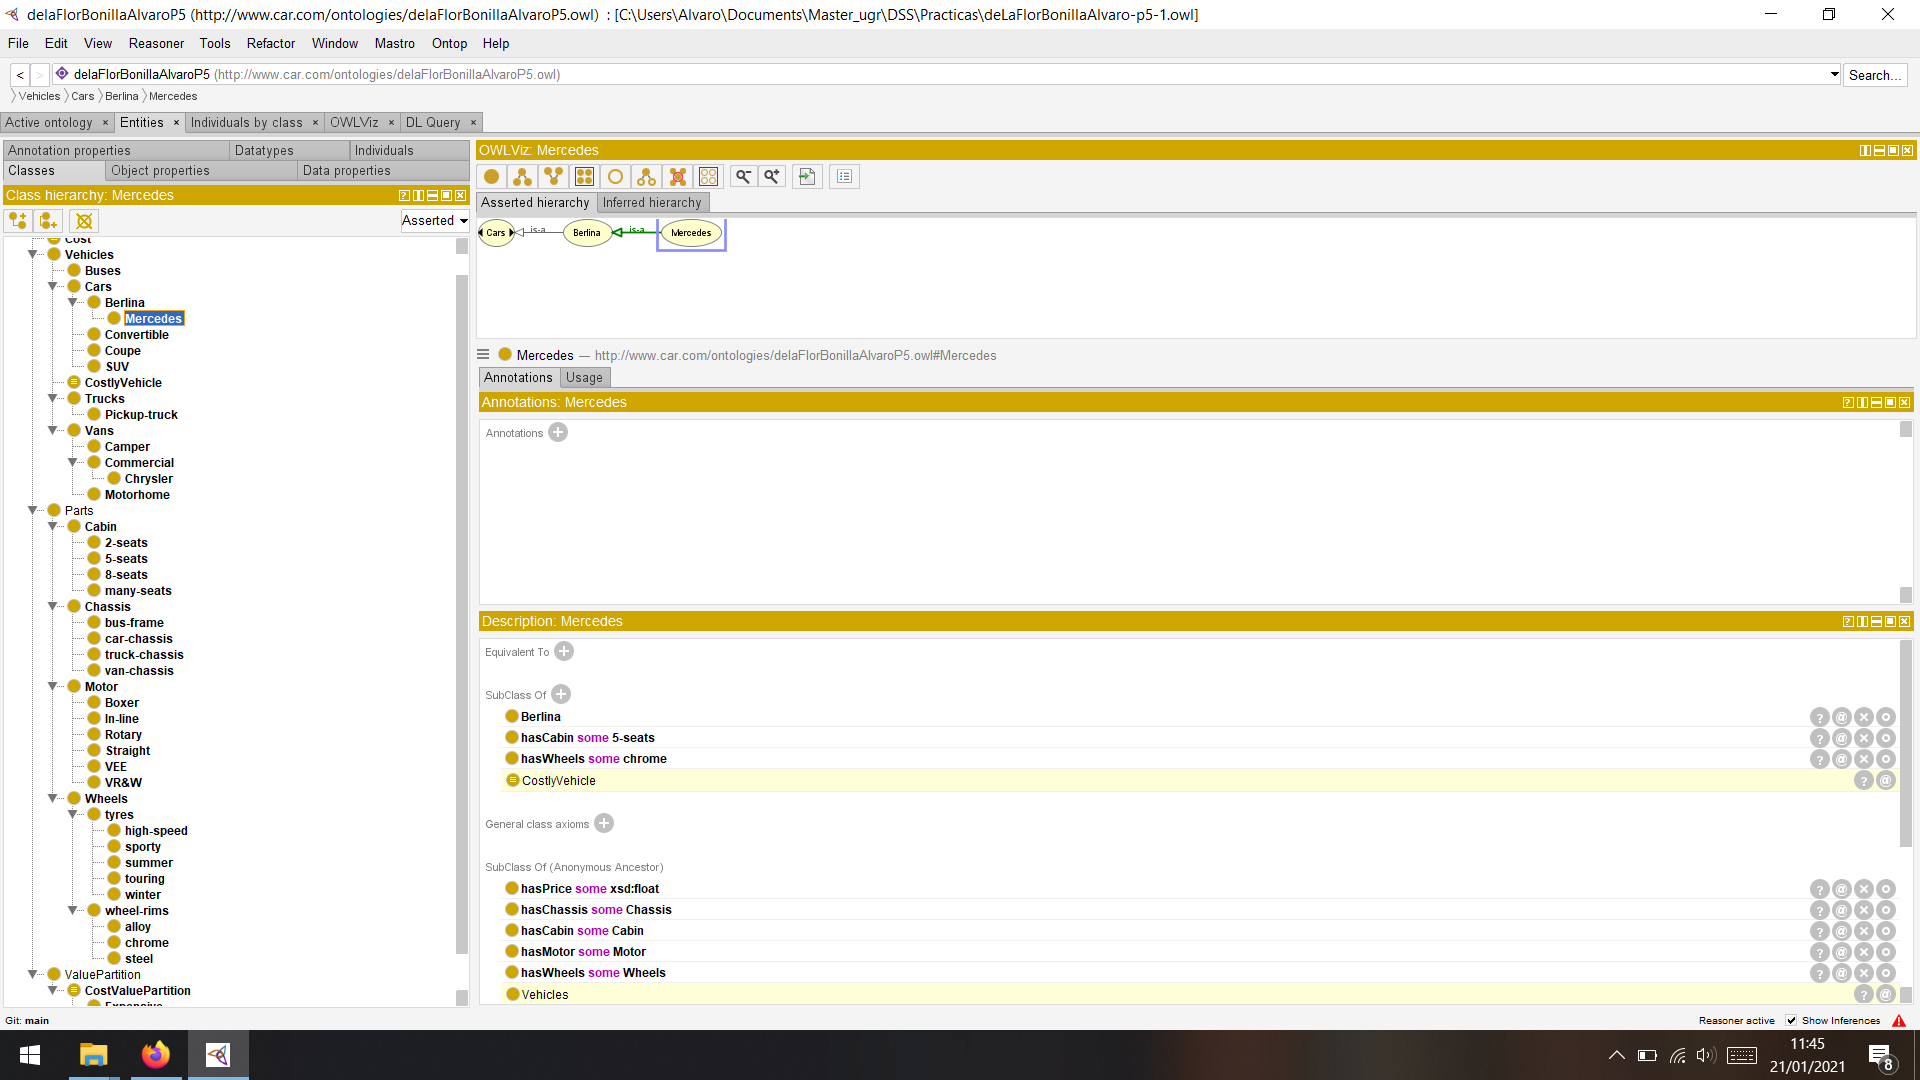 delaFlorBonillaAlvaroP5 (http://www.car.com/ontologies/delaFlorBonillaAlvaroP5.owl) : [C:\Users\Alvaro\Documents\Master_ugr\DSS\Practicas\deLaFlorBonillaAlvaro-p5-1.owl]
File Edit View Reasoner Tools Refactor Window Mastro Ontop Help
< > delaFlorBonillaAlvaroP5 (http://www.car.com/ontologies/delaFlorBonillaAlvaroP5.owl) Search...
Vehicles Cars Berlina Mercedes
Active ontology × Entities × Individuals by class × OWLViz × DL Query ×
Annotation properties Datatypes Individuals
Classes Object properties Data properties
Class hierarchy: Mercedes
Asserted
Cost
Vehicles
Buses
Cars
Berlina
Mercedes
Convertible
Coupe
SUV
CostlyVehicle
Trucks
Pickup-truck
Vans
Camper
Commercial
Chrysler
Motorhome
Parts
Cabin
2-seats
5-seats
8-seats
many-seats
Chassis
bus-frame
car-chassis
truck-chassis
van-chassis
Motor
Boxer
In-line
Rotary
Straight
VEE
VR&W
Wheels
tyres
high-speed
sporty
summer
touring
winter
wheel-rims
alloy
chrome
steel
ValuePartition
CostValuePartition
Expensive
OWLViz: Mercedes
Asserted hierarchy Inferred hierarchy
Cars is-a Berlina is-a Mercedes
Mercedes — http://www.car.com/ontologies/delaFlorBonillaAlvaroP5.owl#Mercedes
Annotations Usage
Annotations: Mercedes
Annotations
Description: Mercedes
Equivalent To
SubClass Of
Berlina
hasCabin some 5-seats
hasWheels some chrome
CostlyVehicle
General class axioms
SubClass Of (Anonymous Ancestor)
hasPrice some xsd:float
hasChassis some Chassis
hasCabin some Cabin
hasMotor some Motor
hasWheels some Wheels
Vehicles
Git: main
Reasoner active Show Inferences
11:45
21/01/2021
8